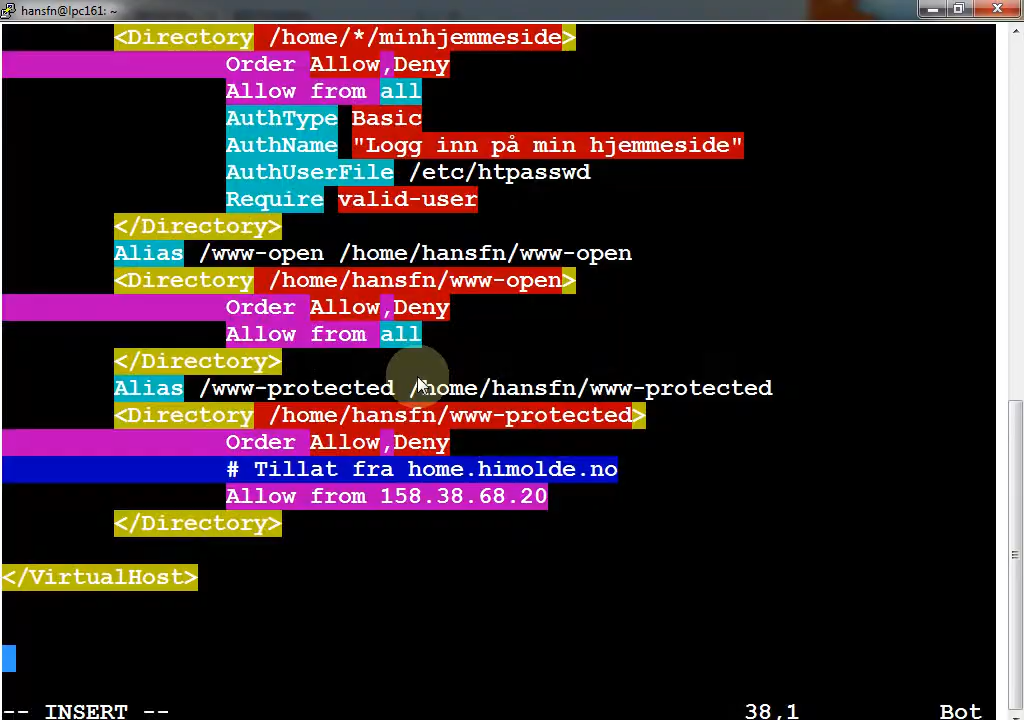 hansfn@lpc161: ~
<Directory /home/*/minhjemmeside>
Order Allow,Deny
Allow from all
AuthType Basic
AuthName "Logg inn på min hjemmeside"
AuthUserFile /etc/htpasswd
Require valid-user
</Directory>
Alias /www-open /home/hansfn/www-open
<Directory /home/hansfn/www-open>
Order Allow,Deny
Allow from all
</Directory>
Alias /www-protected /home/hansfn/www-protected
<Directory /home/hansfn/www-protected>
Order Allow,Deny
# Tillat fra home.himolde.no
Allow from 158.38.68.20
</Directory>
</VirtualHost>
-- INSERT -- 38,1 Bot